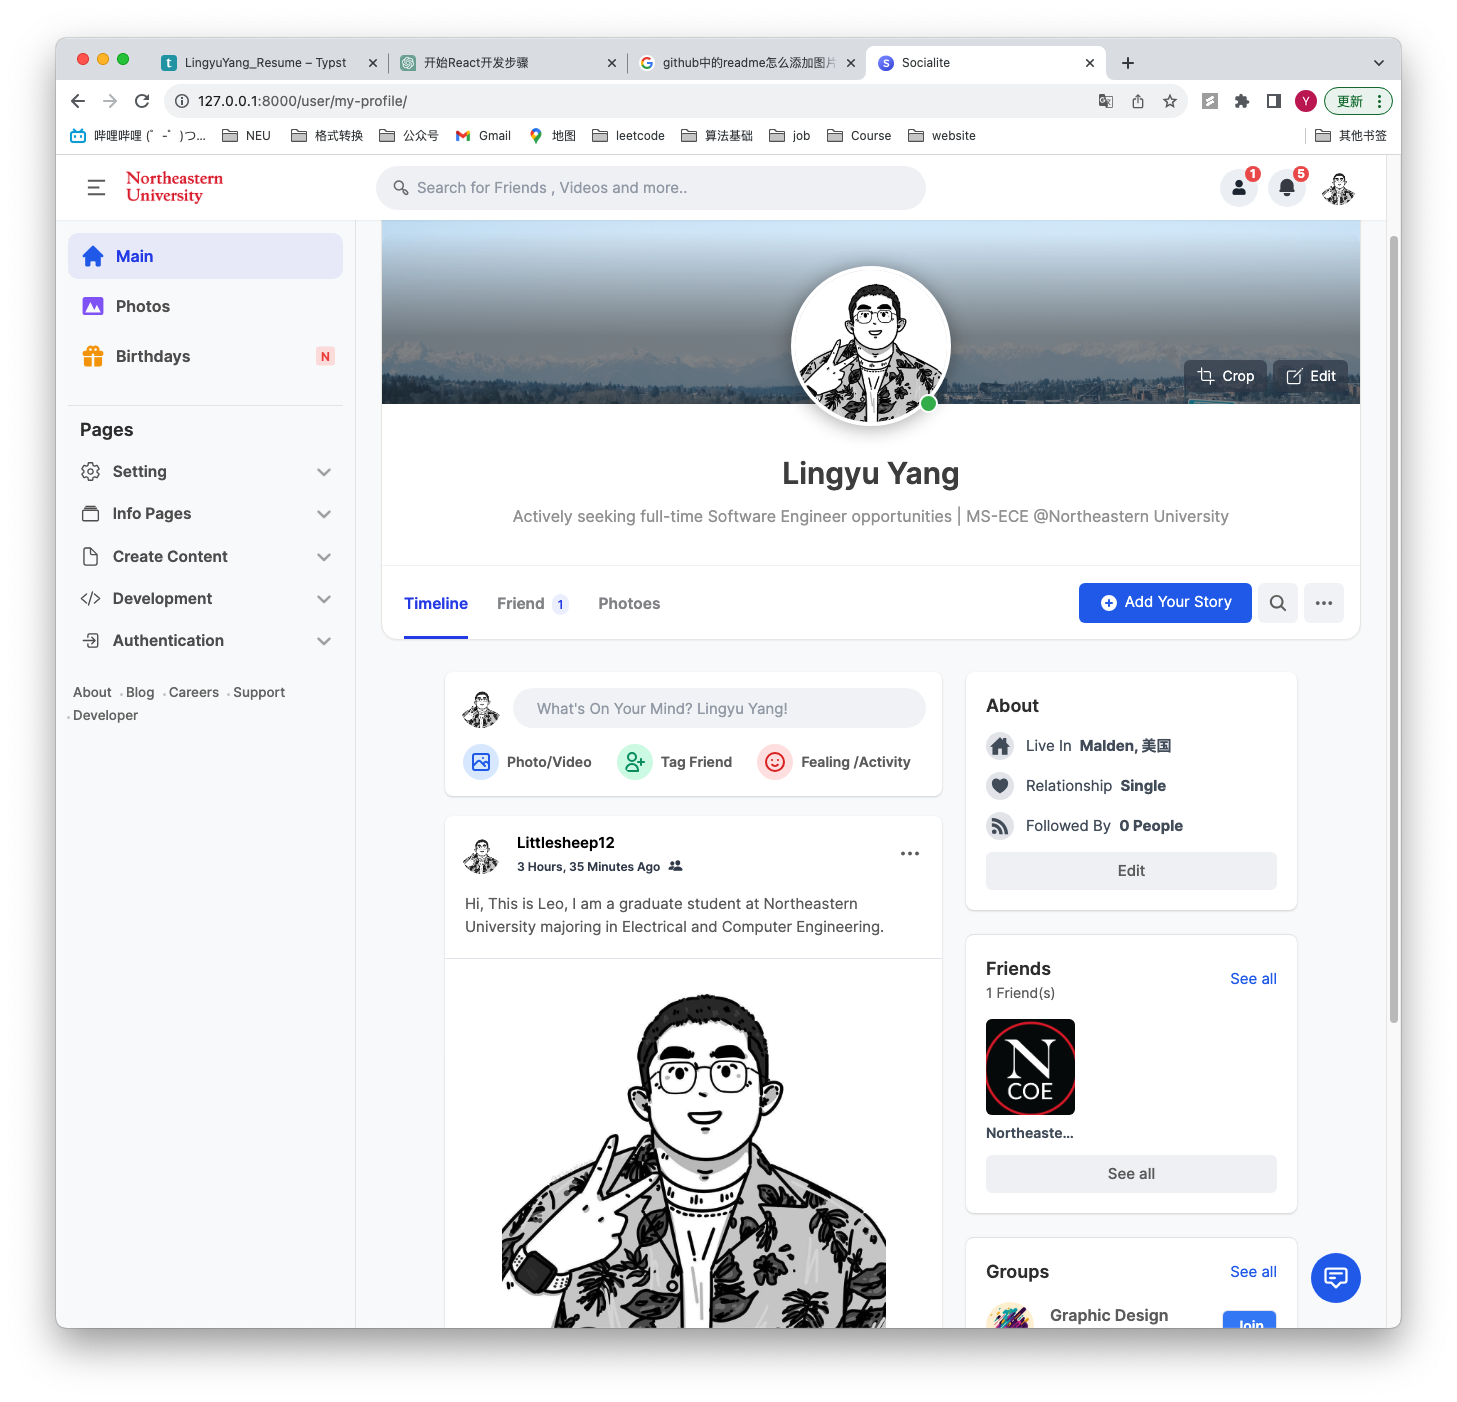 LingyuYang_Resume – Typst
开始React开发步骤
github中的readme怎么添加图片
Socialite
127.0.0.1:8000/user/my-profile/
Y
更新
哔哩哔哩 (゜-゜)つ...
NEU
格式转换
公众号
Gmail
地图
leetcode
算法基础
job
Course
website
其他书签
Northeastern
University
Search for Friends , Videos and more..
1
5
Main
Photos
Birthdays
N
Pages
Setting
Info Pages
Create Content
Development
Authentication
About
Blog
Careers
Support
Developer
Crop
Edit
Lingyu Yang
Actively seeking full-time Software Engineer opportunities | MS-ECE @Northeastern University
Timeline
Friend 1
Photoes
Add Your Story
What's On Your Mind? Lingyu Yang!
Photo/Video
Tag Friend
Fealing /Activity
Littlesheep12
3 Hours, 35 Minutes Ago
Hi, This is Leo, I am a graduate student at Northeastern
University majoring in Electrical and Computer Engineering.
About
Live In Malden, 美国
Relationship Single
Followed By 0 People
Edit
Friends
See all
1 Friend(s)
N
COE
Northeaste...
See all
Groups
See all
Graphic Design
Join